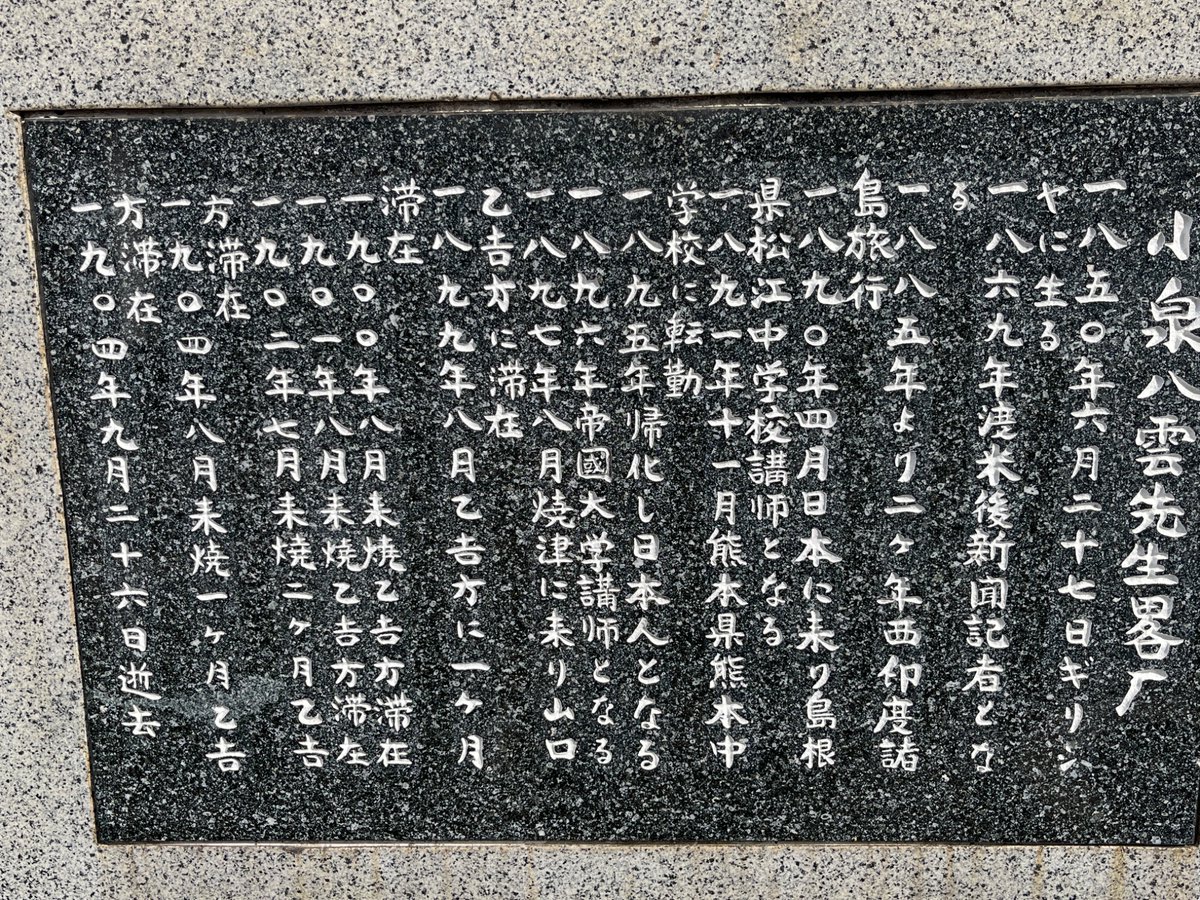 小泉八雲先生畧厂
一八五〇年六月二十七日ギリシ
ヤに生る
一八六九年渡米後新聞記者とな
る
一八八五年より二ヶ年西印度諸
島旅行
一八九〇年四月日本に来り島根
県松江中学校講師となる
一八九一年十一月熊本県熊本中
学校に転勤
一八九五年帰化し日本人となる
一八九六年帝國大学講師となる
一八九七年八月焼津に来り山口
乙吉方に滞在
一八九九年八月乙吉方に一ヶ月
滞在
一九〇〇年八月来焼乙吉方滞在
一九〇一年八月来焼乙吉方滞在
一九〇二年七月来焼二ヶ月乙吉
方滞在
一九〇四年八月来焼一ヶ月乙吉
方滞在
一九〇四年九月二十六日逝去